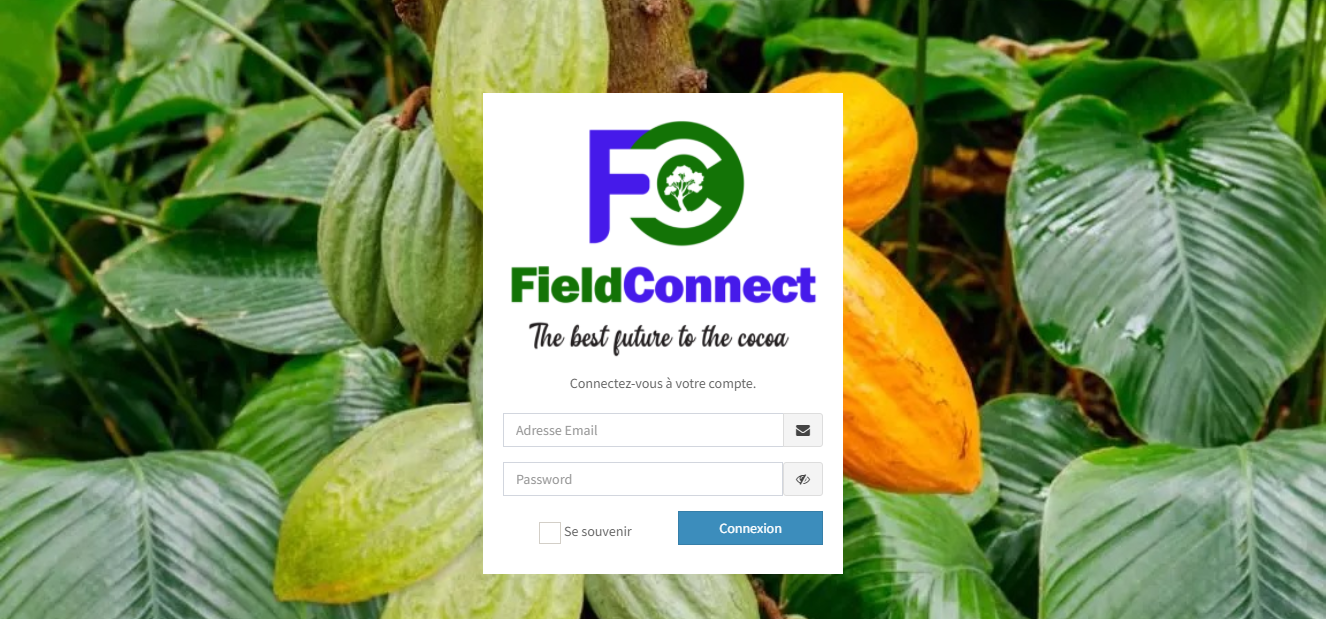 FC
FieldConnect
The best future to the cocoa
Connectez-vous à votre compte.
Adresse Email
Password
Se souvenir
Connexion